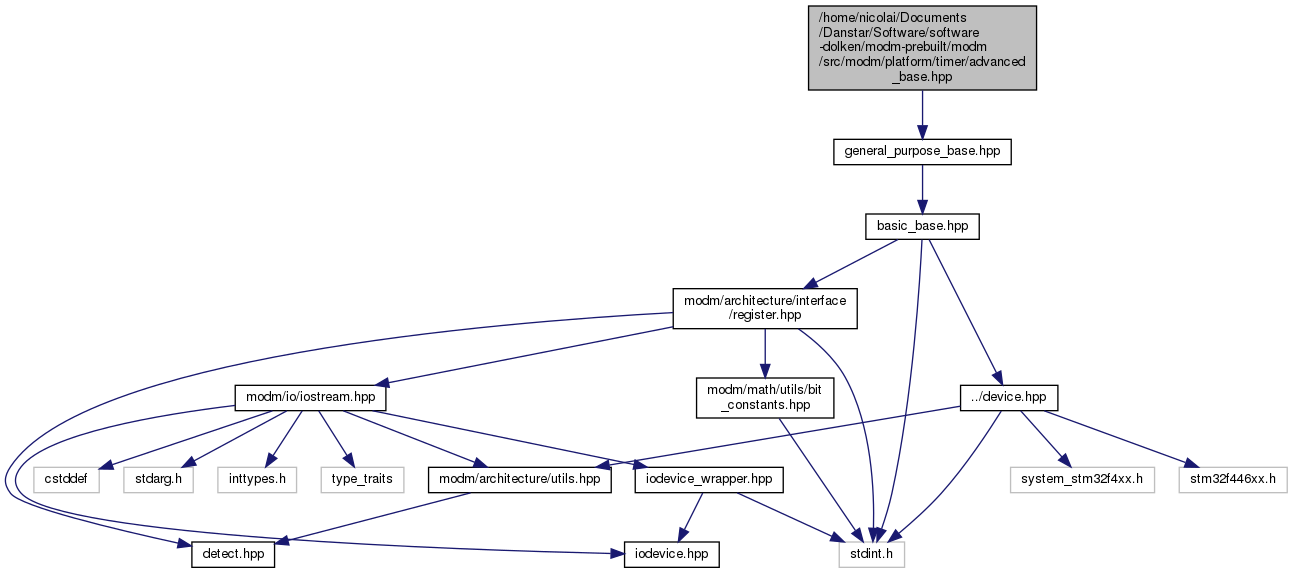 /home/nicolai/Documents
/Danstar/Software/software
-dolken/modm-prebuilt/modm
/src/modm/platform/timer/advanced
_base.hpp
general_purpose_base.hpp
basic_base.hpp
modm/architecture/interface
/register.hpp
modm/io/iostream.hpp
modm/math/utils/bit
_constants.hpp
../device.hpp
cstddef
stdarg.h
inttypes.h
type_traits
modm/architecture/utils.hpp
iodevice_wrapper.hpp
system_stm32f4xx.h
stm32f446xx.h
detect.hpp
iodevice.hpp
stdint.h